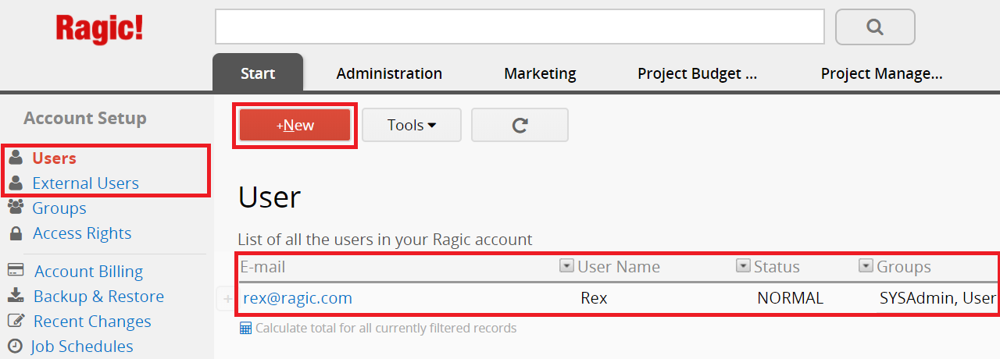 Ragic!
Start Administration Marketing Project Budget ... Project Manage...
Account Setup
Users
External Users
Groups
Access Rights
Account Billing
Backup & Restore
Recent Changes
Job Schedules
+New Tools
User
List of all the users in your Ragic account
E-mail User Name Status Groups
rex@ragic.com Rex NORMAL SYSAdmin, User
Calculate total for all currently filtered records